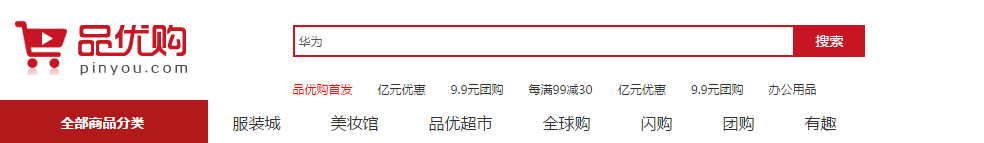 品优购
pinyou.com
华为 搜索
品优购首发 亿元优惠 9.9元团购 每满99减30 亿元优惠 9.9元团购 办公用品
全部商品分类 服装城 美妆馆 品优超市 全球购 闪购 团购 有趣